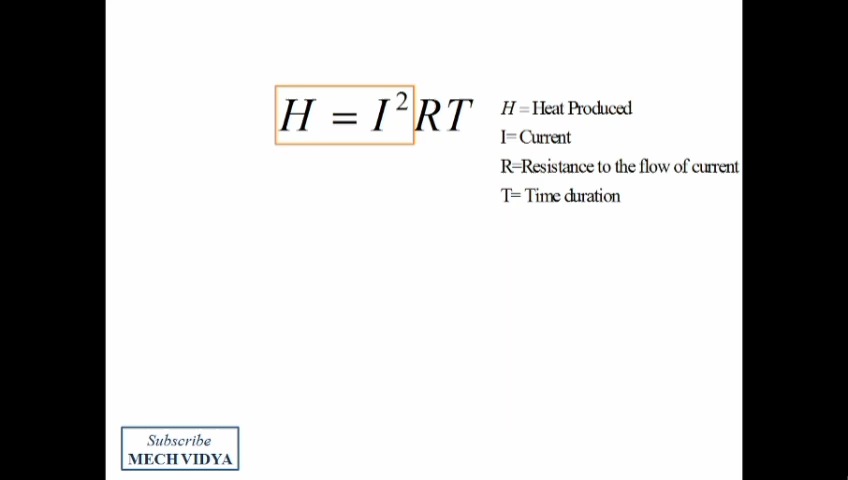 H = I²RT
H = Heat Produced
I= Current
R=Resistance to the flow of current
T= Time duration
Subscribe
MECH VIDYA